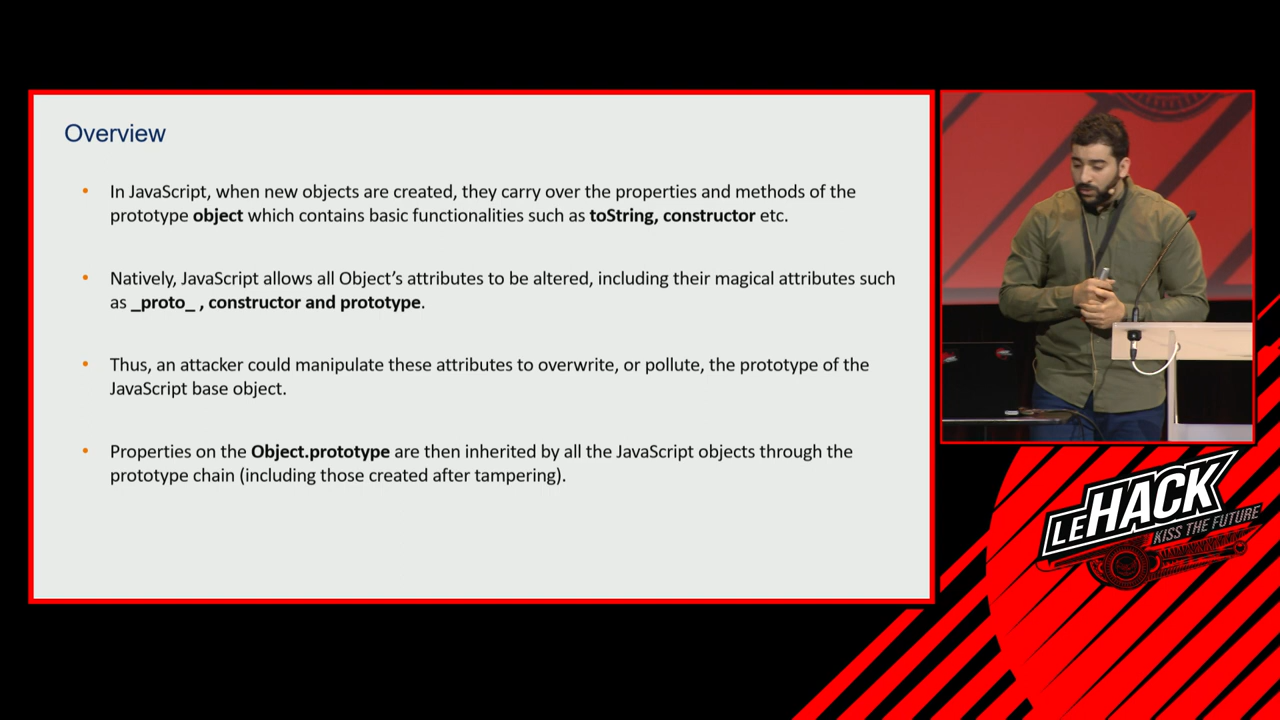 Overview
• In JavaScript, when new objects are created, they carry over the properties and methods of the
prototype object which contains basic functionalities such as toString, constructor etc.
• Natively, JavaScript allows all Object’s attributes to be altered, including their magical attributes such
as _proto_ , constructor and prototype.
• Thus, an attacker could manipulate these attributes to overwrite, or pollute, the prototype of the
JavaScript base object.
• Properties on the Object.prototype are then inherited by all the JavaScript objects through the
prototype chain (including those created after tampering).
LEHACK
KISS THE FUTURE